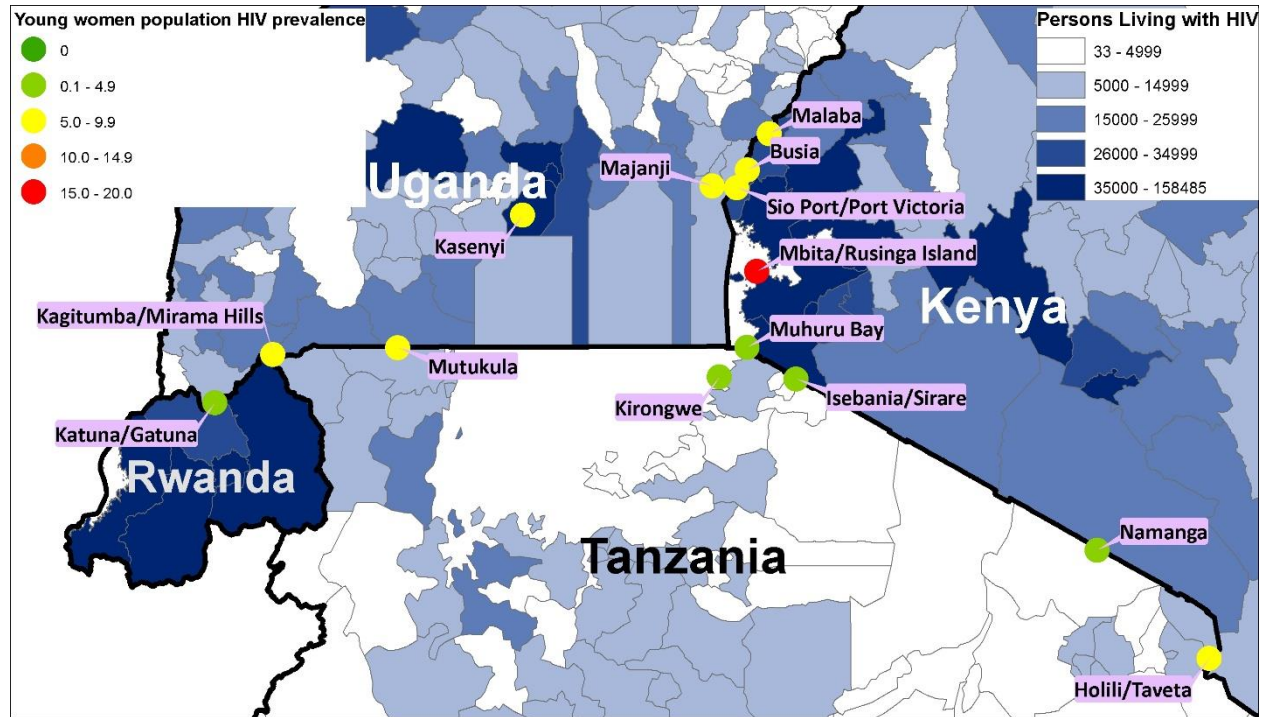 Young women population HIV prevalence
0
0.1 - 4.9
5.0 - 9.9
10.0 - 14.9
15.0 - 20.0
Persons Living with HIV
33 - 4999
5000 - 14999
15000 - 25999
26000 - 34999
35000 - 158485
Malaba
Busia
Majanji
Uganda
Sio Port/Port Victoria
Kasenyi
Mbita/Rusinga Island
Kenya
Kagitumba/Mirama Hills
Muhuru Bay
Mutukula
Kirongwe
Isebania/Sirare
Katuna/Gatuna
Rwanda
Namanga
Tanzania
Holili/Taveta